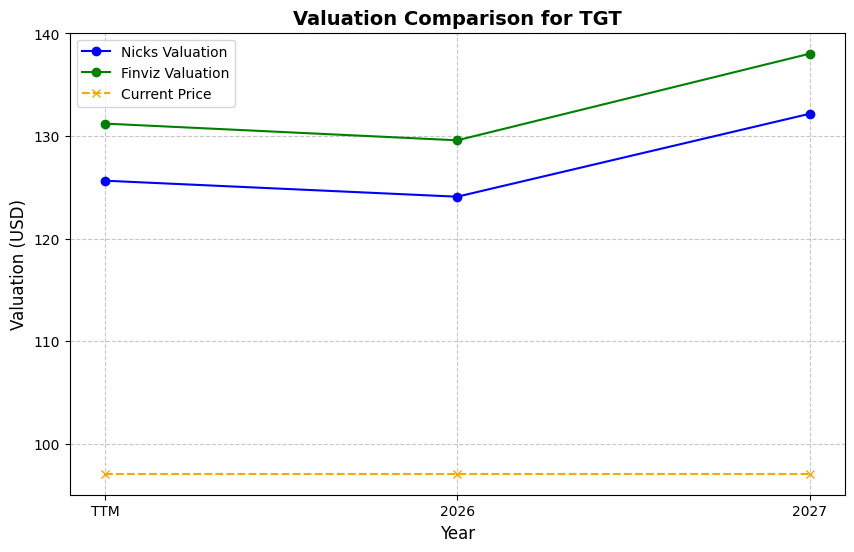 Valuation Comparison for TGT
Nicks Valuation
Finviz Valuation
Current Price
Valuation (USD)
140
130
120
110
100
TTM
2026
2027
Year